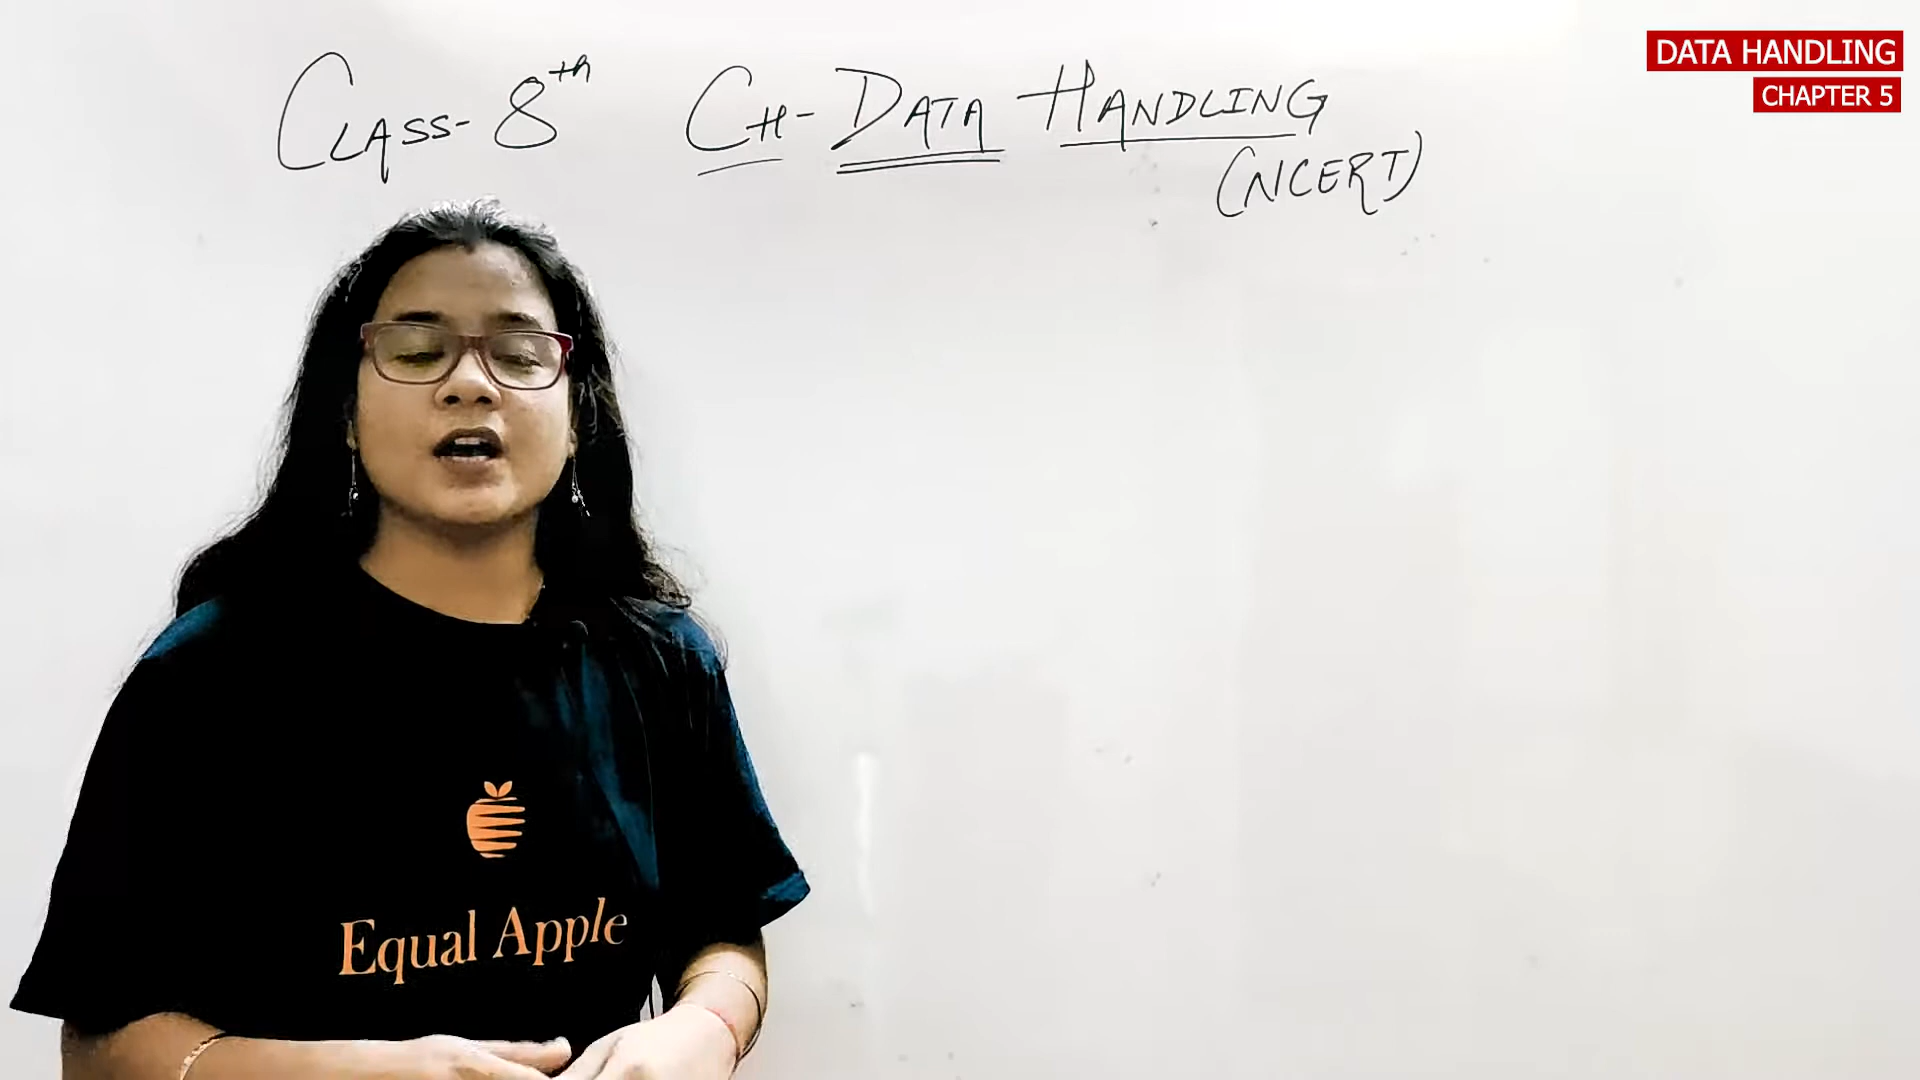 CLASS-8th CH-DATA HANDLING
(NCERT)
DATA HANDLING
CHAPTER 5
Equal Apple